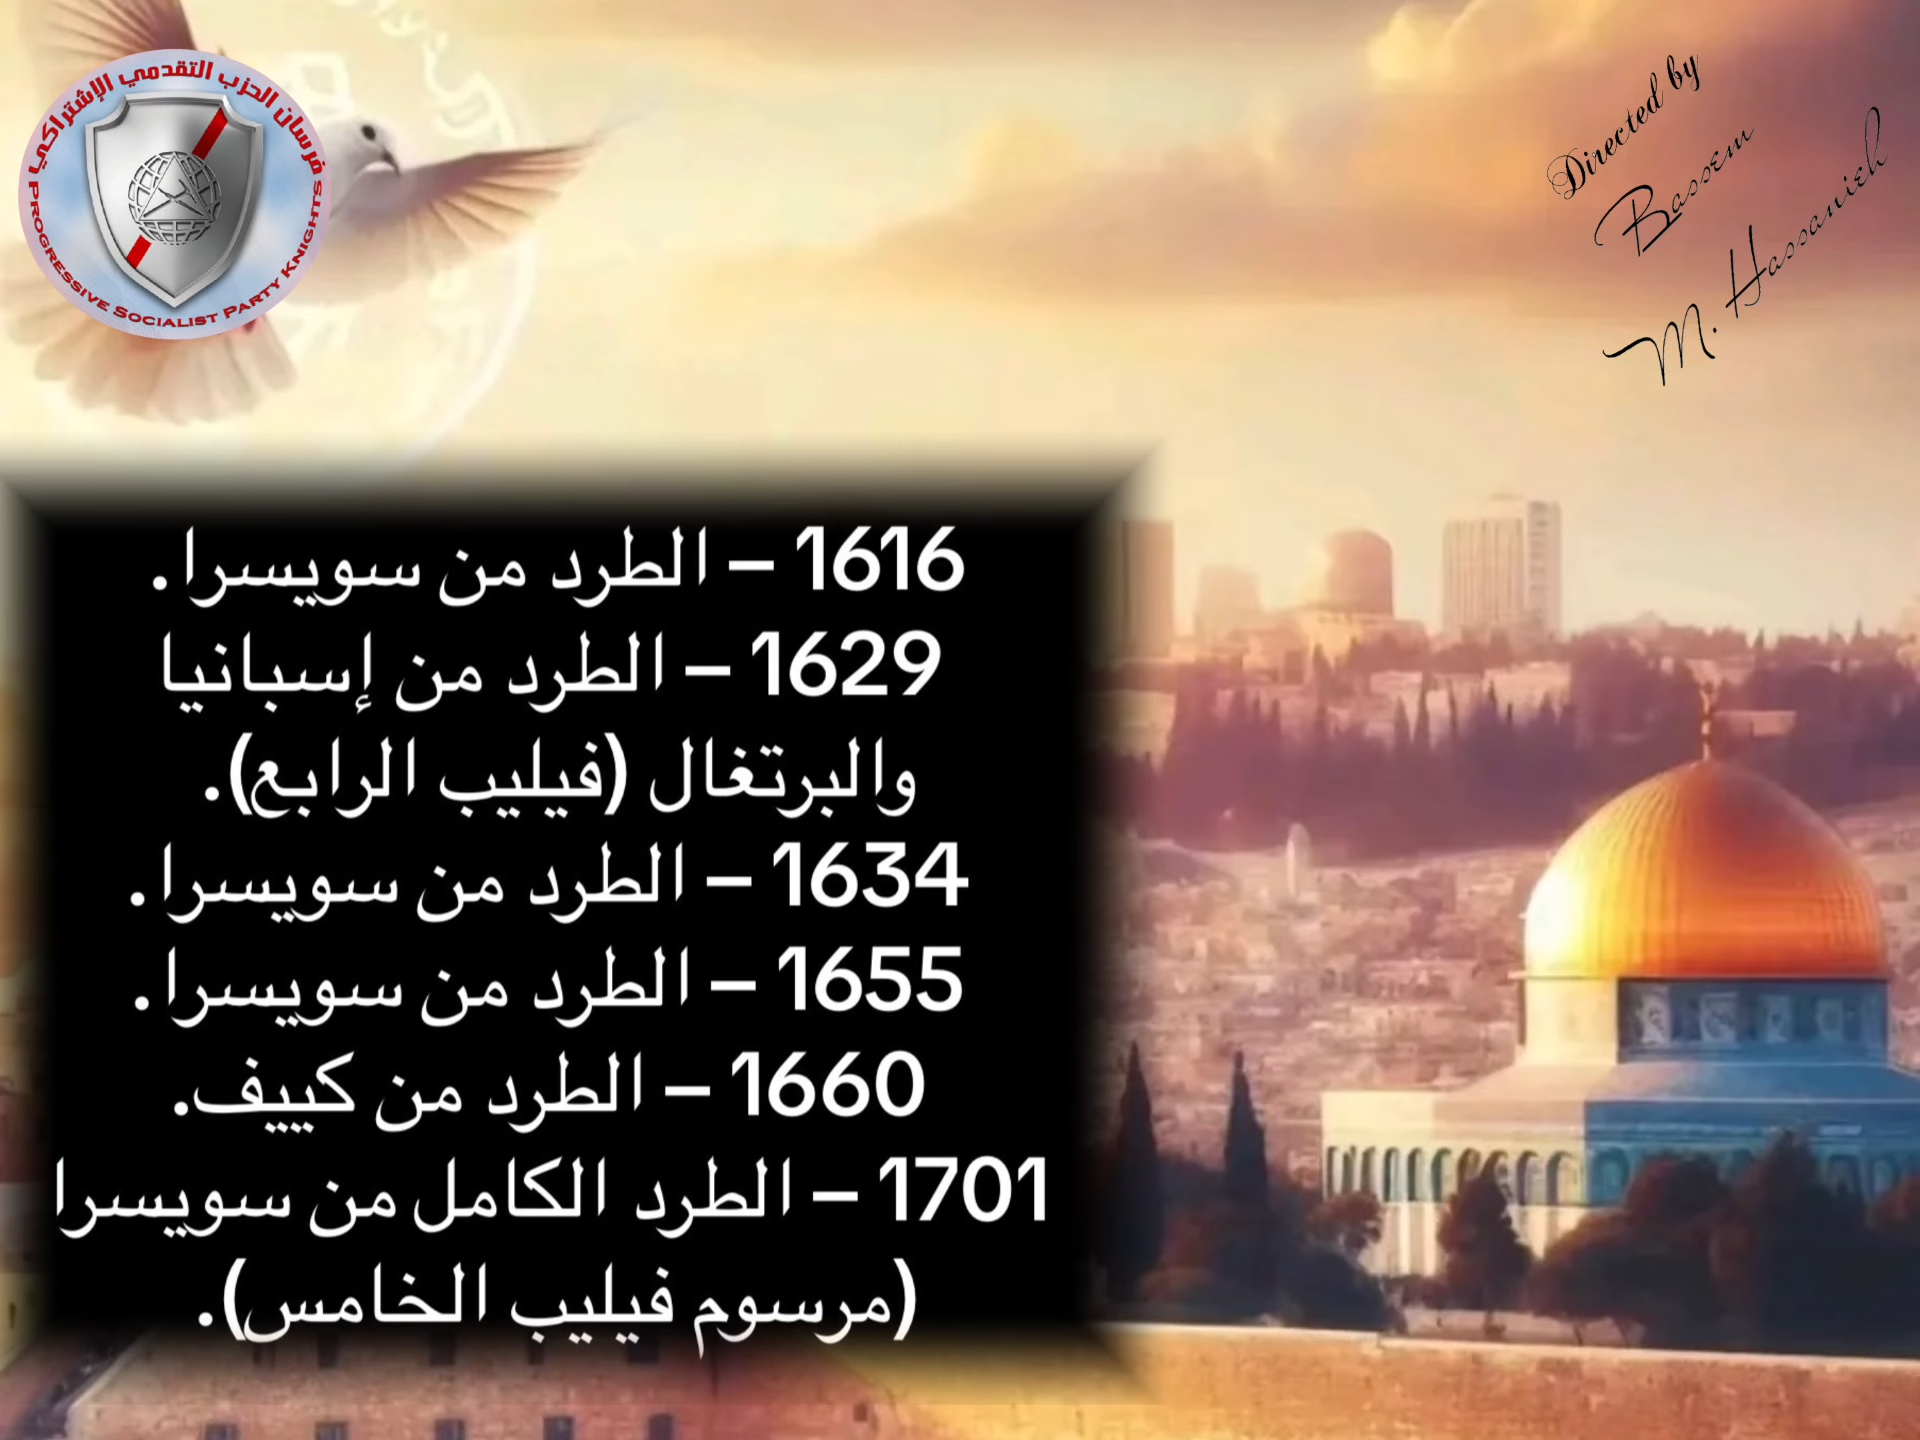 فرسان الحزب التقدمي الإشتراكي
PROGRESSIVE SOCIALIST PARTY KNIGHTS
Directed by
Bassem
M. Hassanieh
1616 – الطرد من سويسرا.
1629 – الطرد من إسبانيا
والبرتغال (فيليب الرابع).
1634 – الطرد من سويسرا.
1655 – الطرد من سويسرا.
1660 – الطرد من كييف.
1701 – الطرد الكامل من سويسرا
(مرسوم فيليب الخامس).